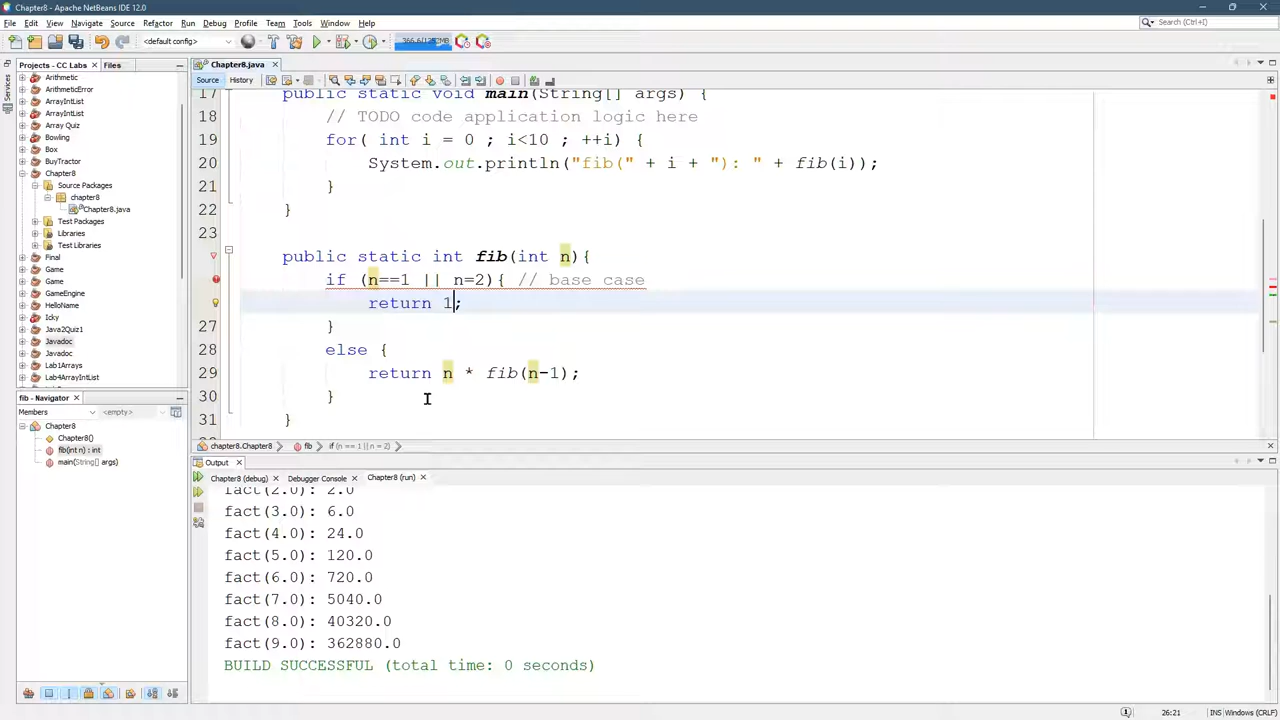 Chapter8 - Apache NetBeans IDE 12.0
File Edit View Navigate Source Refactor Run Debug Profile Team Tools Window Help
Search (Ctrl+I)
<default config>
Projects - CC Labs
Files
Services
Arithmetic
ArithmeticError
ArrayIntList
ArrayIntList
Array Quiz
Bowling
Box
BuyTractor
Chapter8
Source Packages
chapter8
Chapter8.java
Test Packages
Libraries
Test Libraries
Final
Game
Game
GameEngine
HelloName
Icky
Java2Quiz1
Javadoc
Javadoc
Lab1Arrays
Lab4ArrayIntList
fib - Navigator
Members <empty>
Chapter8
Chapter8()
fib(int n) : int
main(String[] args)
Chapter8.java
Source History
17 public static void main(String[] args) {
18 // TODO code application logic here
19 for( int i = 0 ; i<10 ; ++i) {
20 System.out.println("fib(" + i + "): " + fib(i));
21 }
22 }
23
public static int fib(int n){
if (n==1 || n=2){ // base case
return 1;
27 }
28 else {
29 return n * fib(n-1);
30 }
31 }
chapter8.Chapter8 fib if (n == 1 || n = 2)
Output
Chapter8 (debug) Debugger Console Chapter8 (run)
fact(2.0): 2.0
fact(3.0): 6.0
fact(4.0): 24.0
fact(5.0): 120.0
fact(6.0): 720.0
fact(7.0): 5040.0
fact(8.0): 40320.0
fact(9.0): 362880.0
BUILD SUCCESSFUL (total time: 0 seconds)
26:21 INS Windows (CRLF)